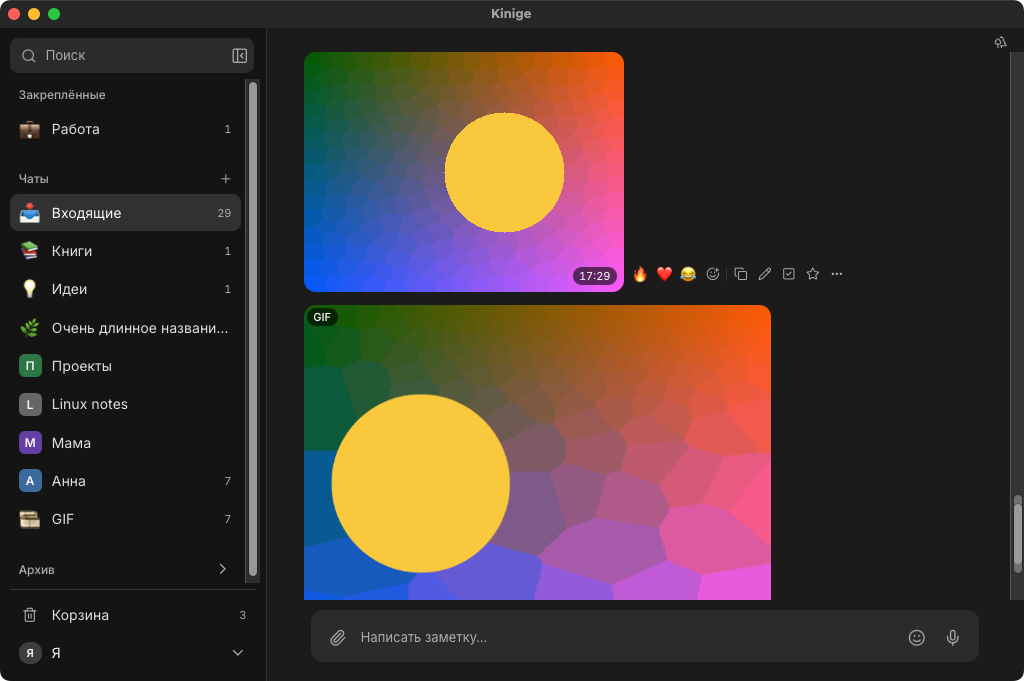 Kinige
Поиск
Закреплённые
Работа 1
Чаты +
Входящие 29
Книги 1
Идеи 1
Очень длинное названи...
П Проекты
L Linux notes
М Мама
А Анна 7
GIF 7
Архив
Корзина 3
Я Я
17:29
GIF
Написать заметку...